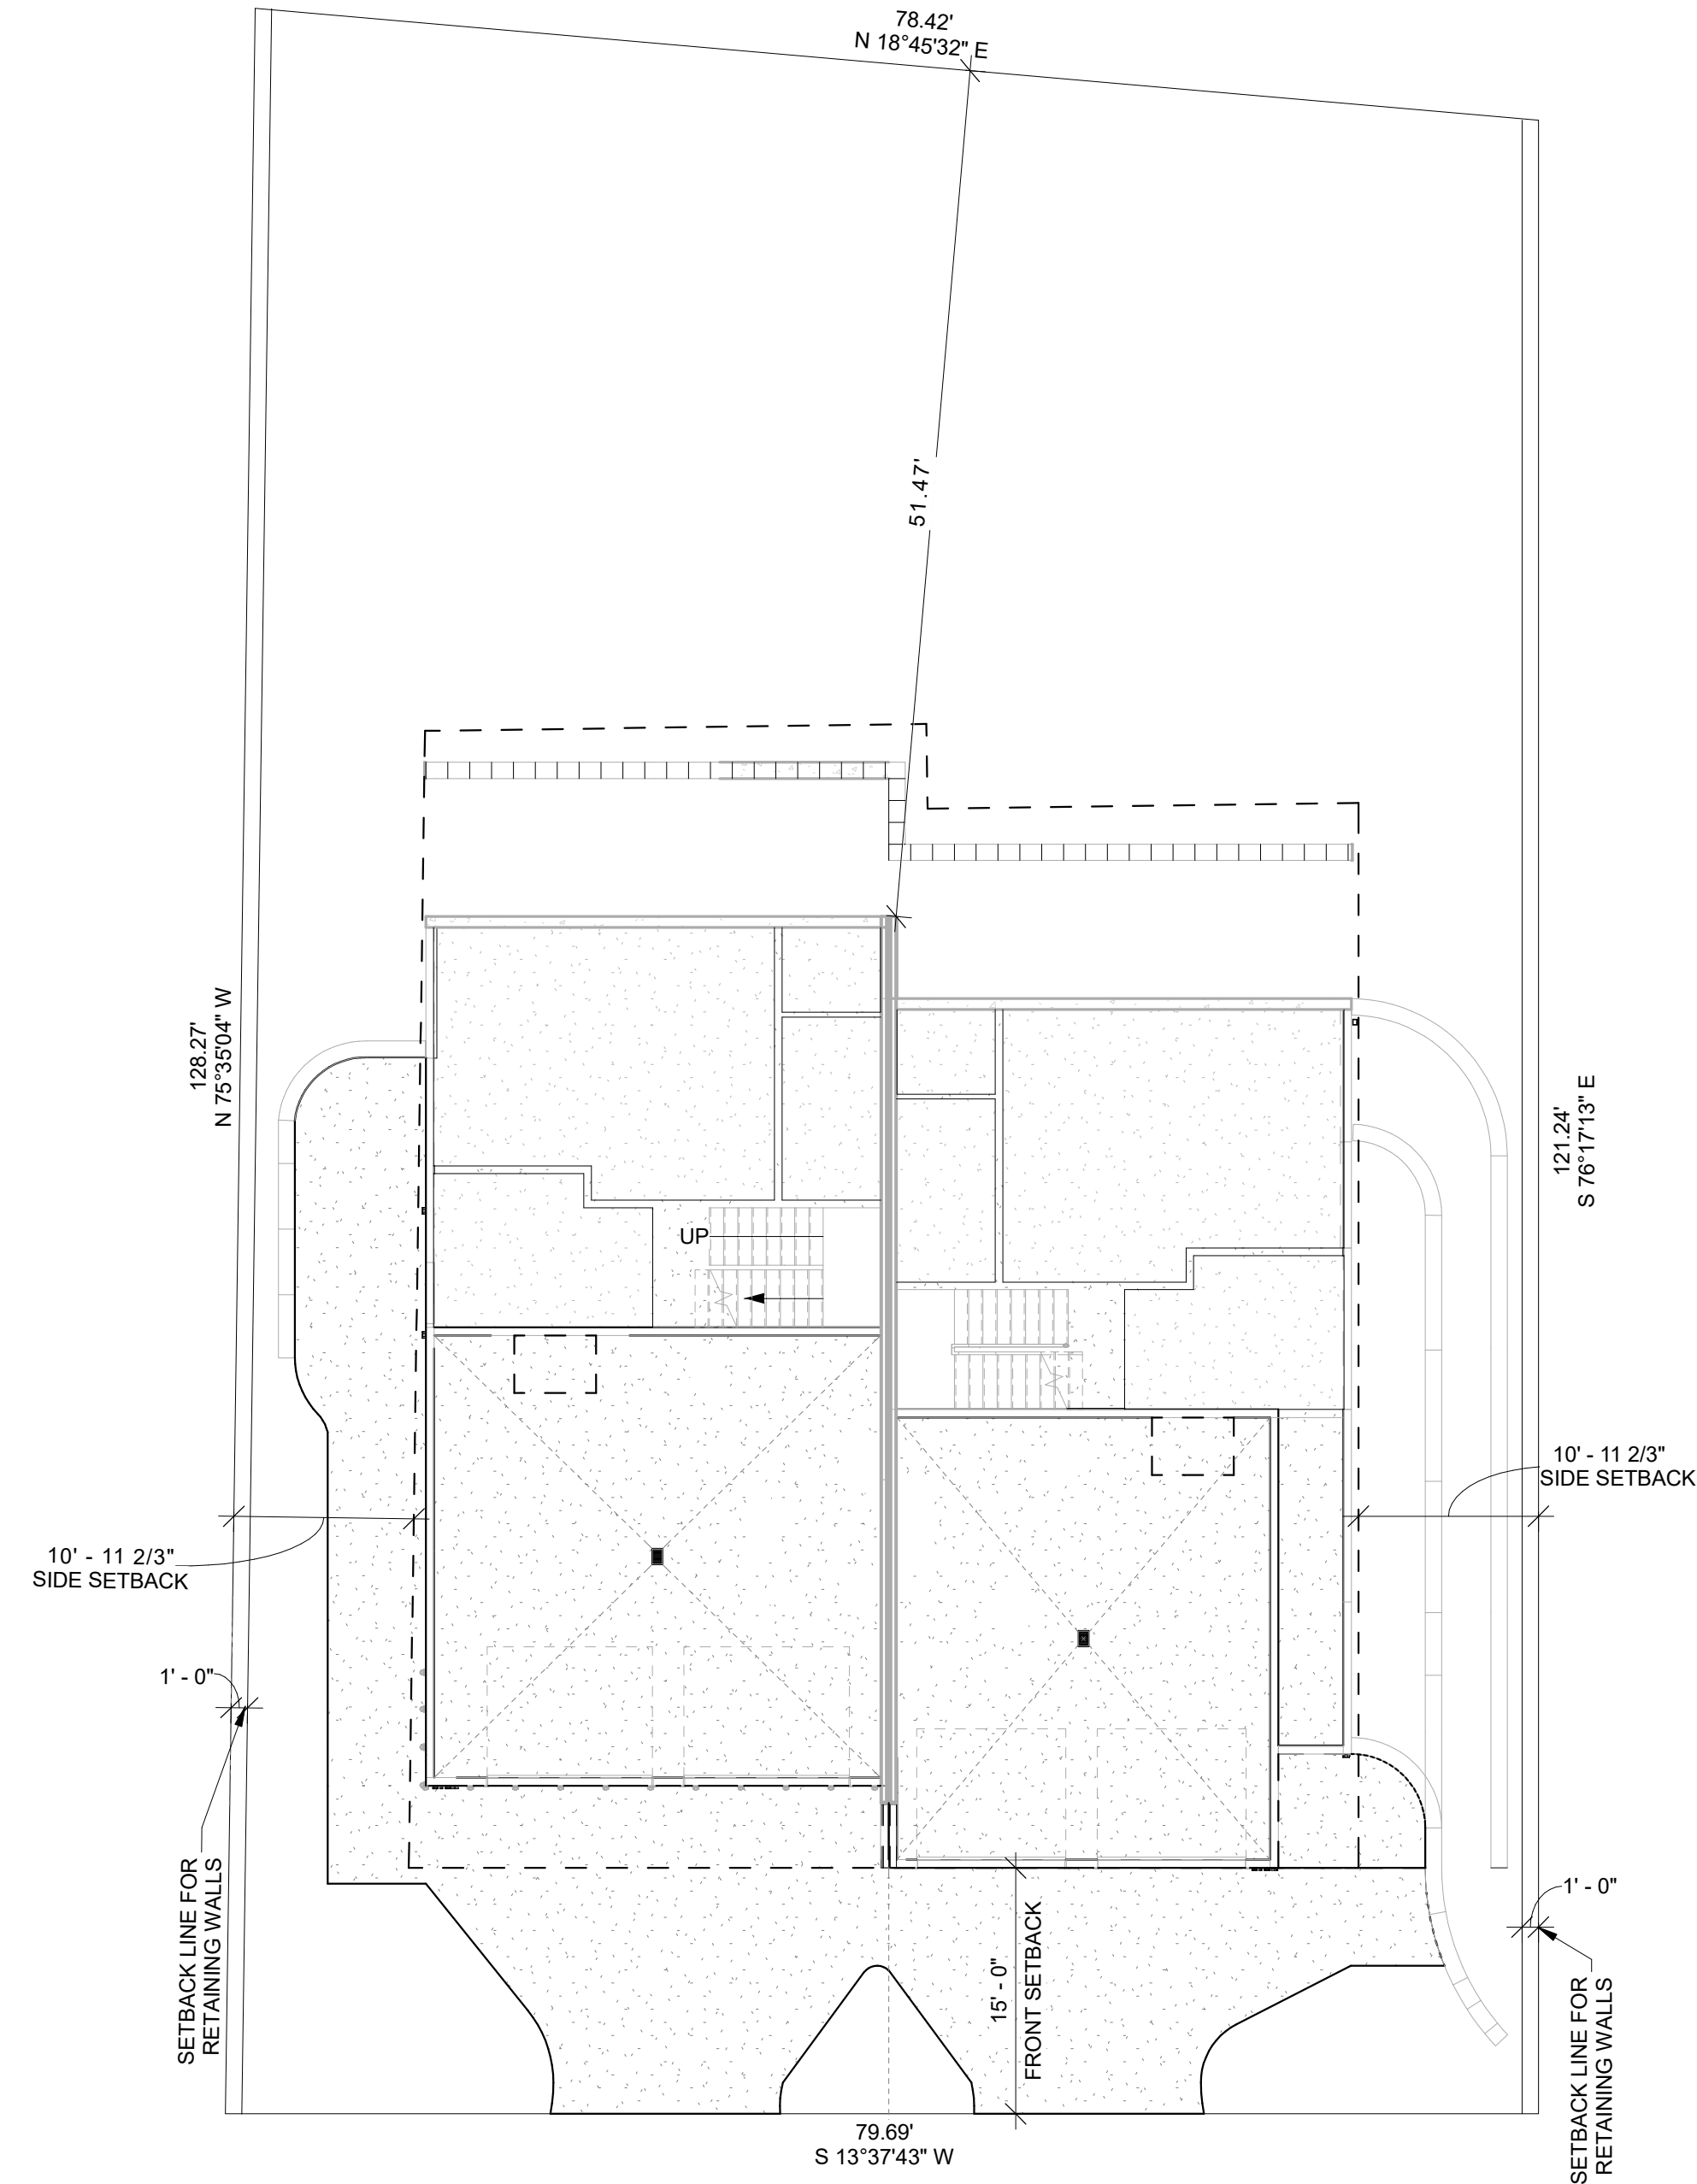 78.42'
N 18°45'32" E
51.47'
128.27'
N 75°35'04" W
121.24'
S 76°17'13" E
UP
10' - 11 2/3"
SIDE SETBACK
10' - 11 2/3"
SIDE SETBACK
1' - 0"
SETBACK LINE FOR
RETAINING WALLS
15' - 0"
FRONT SETBACK
1' - 0"
SETBACK LINE FOR
RETAINING WALLS
79.69'
S 13°37'43" W